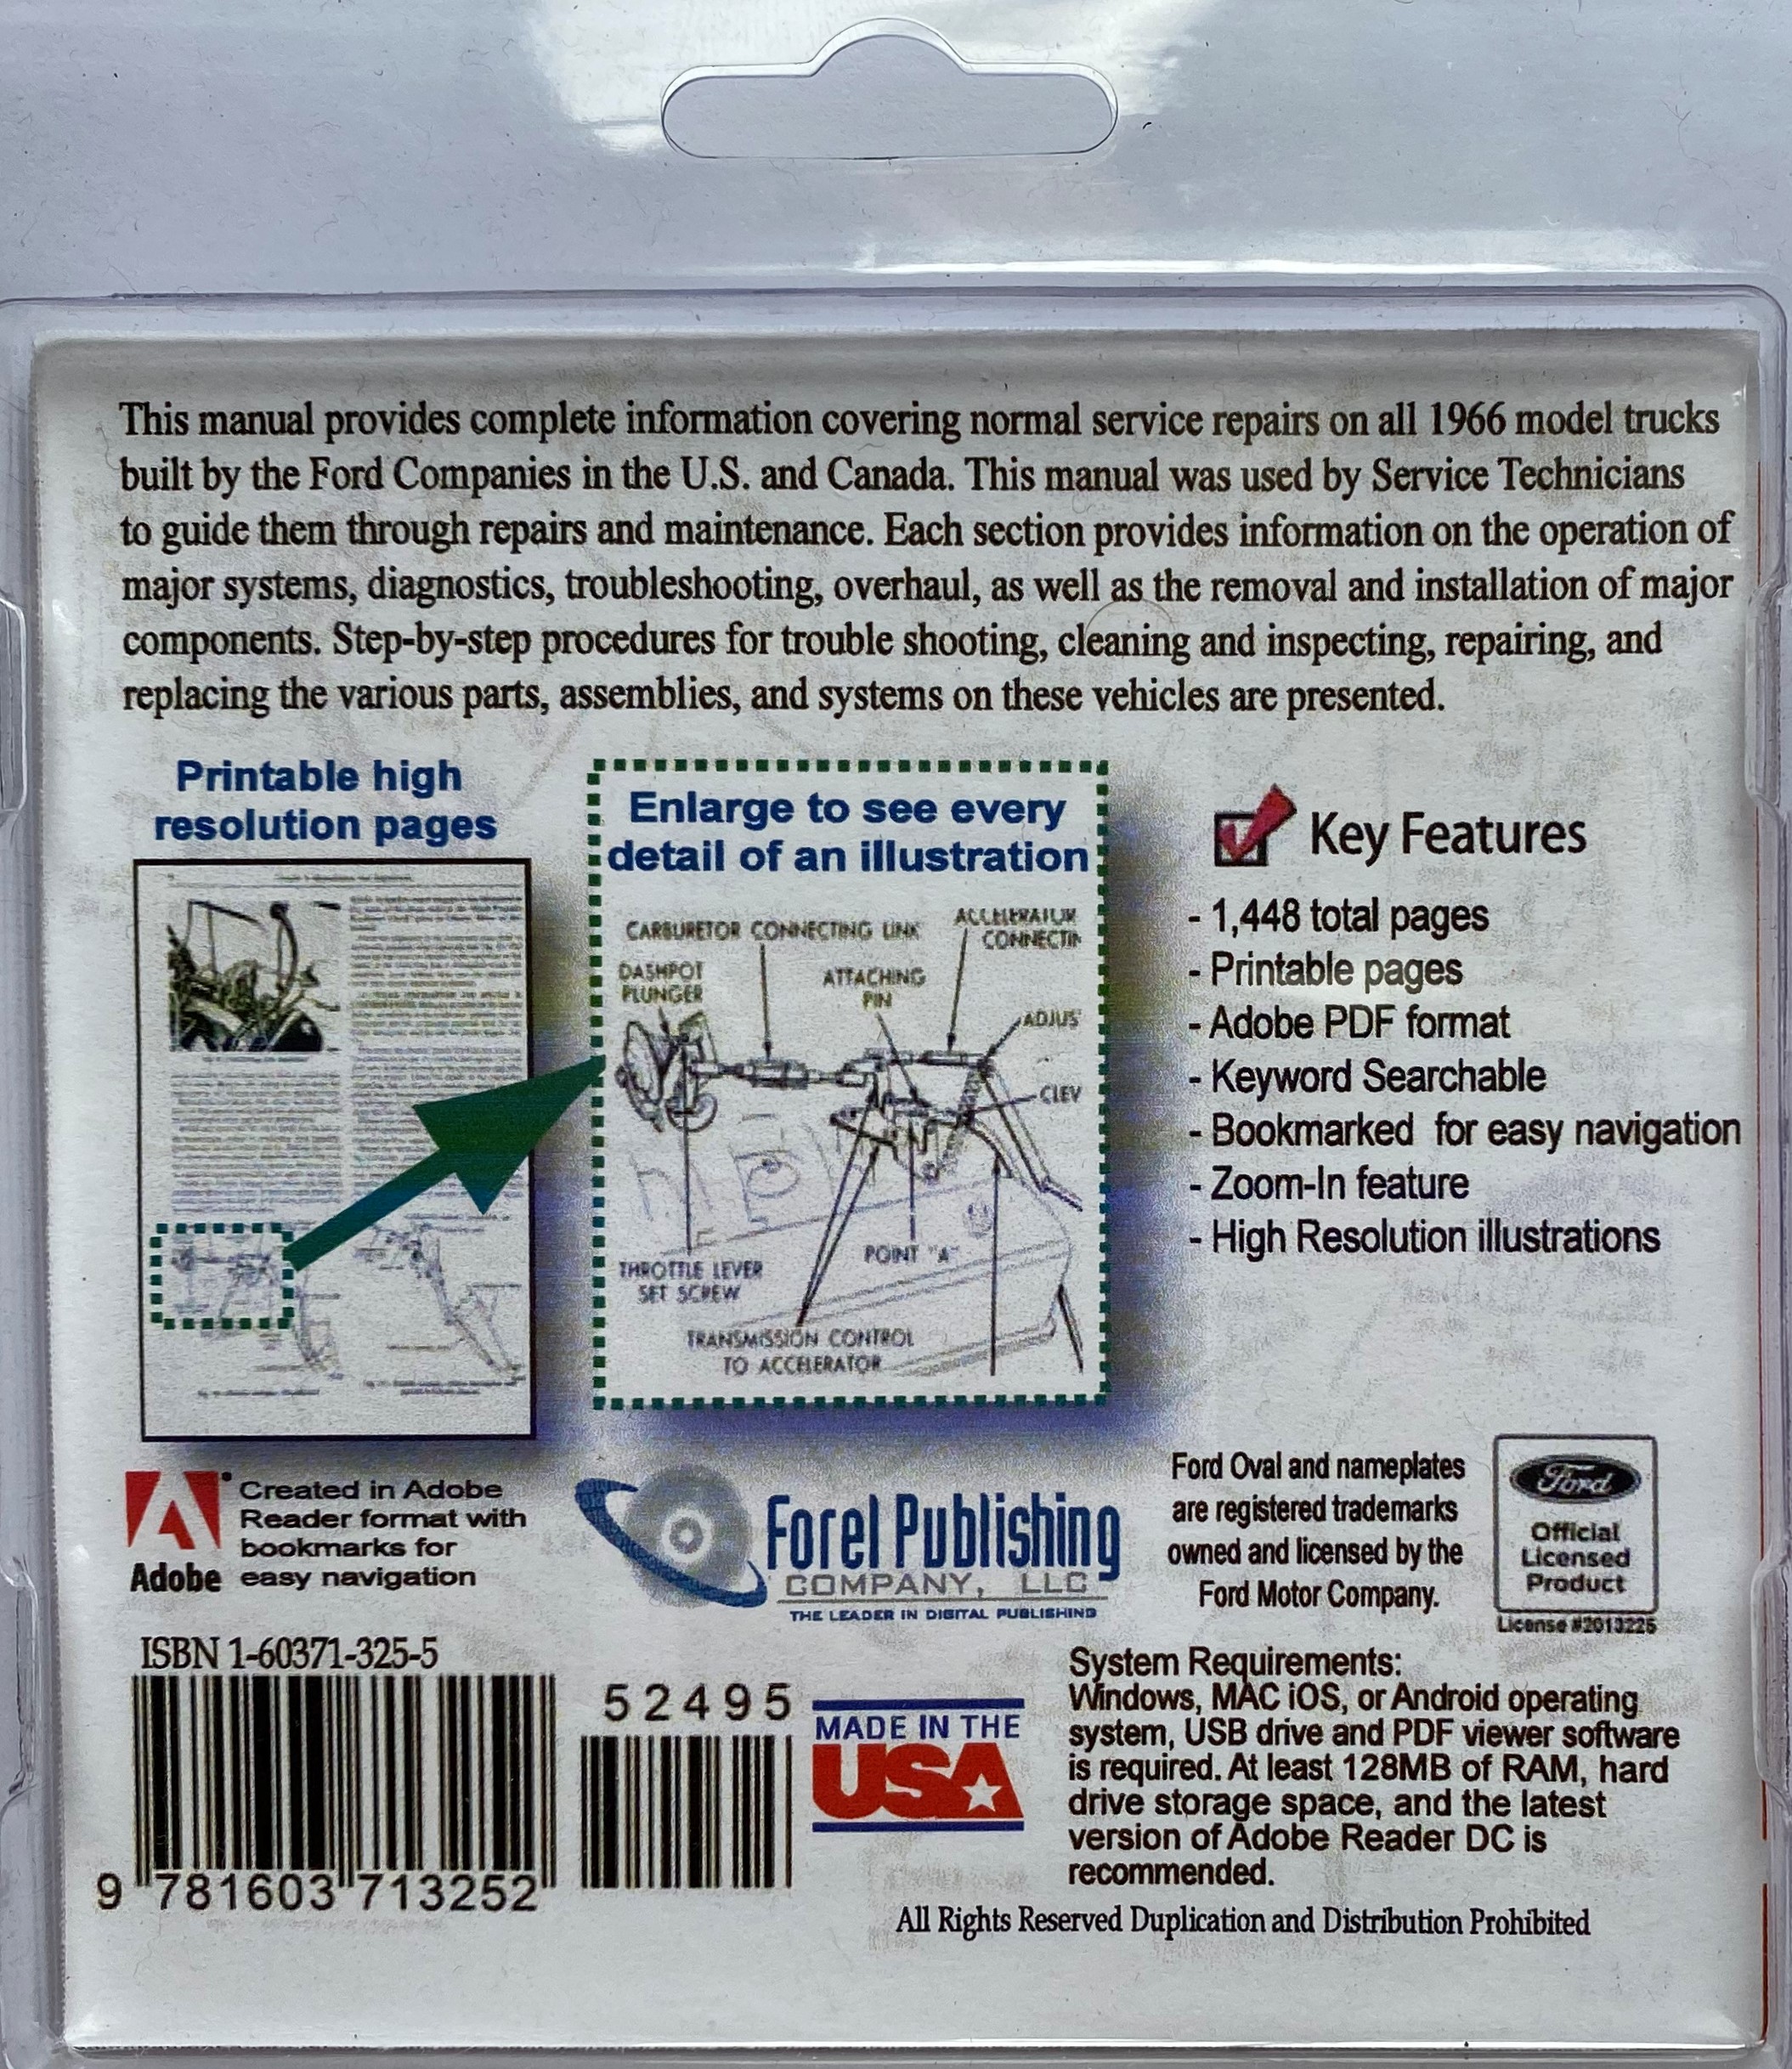 This manual provides complete information covering normal service repairs on all 1966 model trucks
built by the Ford Companies in the U.S. and Canada. This manual was used by Service Technicians
to guide them through repairs and maintenance. Each section provides information on the operation of
major systems, diagnostics, troubleshooting, overhaul, as well as the removal and installation of major
components. Step-by-step procedures for trouble shooting, cleaning and inspecting, repairing, and
replacing the various parts, assemblies, and systems on these vehicles are presented.
Printable high
resolution pages
Enlarge to see every
detail of an illustration
CARBURETOR CONNECTING LINK
ACCELERATOR
CONNECTIN
DASHPOT
PLUNGER
ATTACHING
PIN
ADJUS
CLEV
POINT "A"
THROTTLE LEVER
SET SCREW
TRANSMISSION CONTROL
TO ACCELERATOR
Key Features
- 1,448 total pages
- Printable pages
- Adobe PDF format
- Keyword Searchable
- Bookmarked for easy navigation
- Zoom-In feature
- High Resolution illustrations
Adobe
Created in Adobe
Reader format with
bookmarks for
easy navigation
Forel Publishing
COMPANY, LLC
THE LEADER IN DIGITAL PUBLISHING
Ford Oval and nameplates
are registered trademarks
owned and licensed by the
Ford Motor Company.
Ford
Official
Licensed
Product
License #2013225
ISBN 1-60371-325-5
9 781603 713252
52495
MADE IN THE
USA
System Requirements:
Windows, MAC iOS, or Android operating
system, USB drive and PDF viewer software
is required. At least 128MB of RAM, hard
drive storage space, and the latest
version of Adobe Reader DC is
recommended.
All Rights Reserved Duplication and Distribution Prohibited